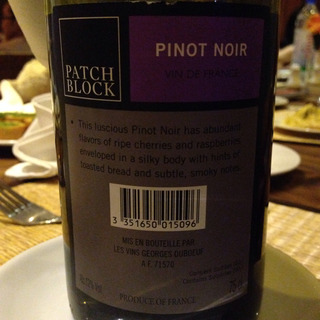 PATCH
BLOCK
PINOT NOIR
VIN DE FRANCE
• This luscious Pinot Noir has abundant
flavors of ripe cherries and raspberries
enveloped in a silky body with hints of
toasted bread and subtle, smoky notes.
3 351650 015096
MIS EN BOUTEILLE PAR
LES VINS GEORGES DUBOEUF
A F. 71570
PRODUCE OF FRANCE